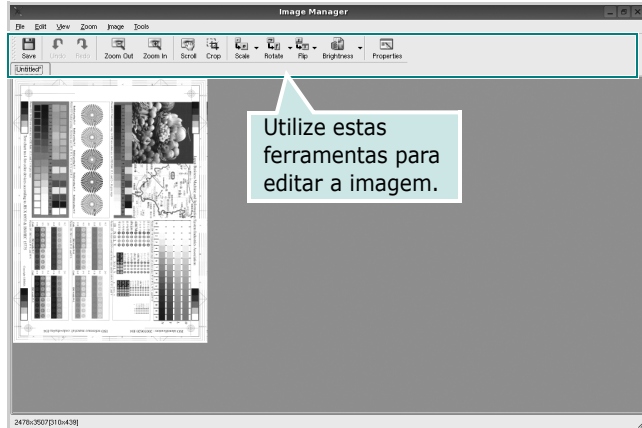 Image Manager
File Edit View Zoom Image Tools
Save Undo Redo Zoom Out Zoom In Scroll Crop Scale Rotate Flip Brightness Properties
Untitled*
Utilize estas
ferramentas para
editar a imagem.
2478x3507[310x439]